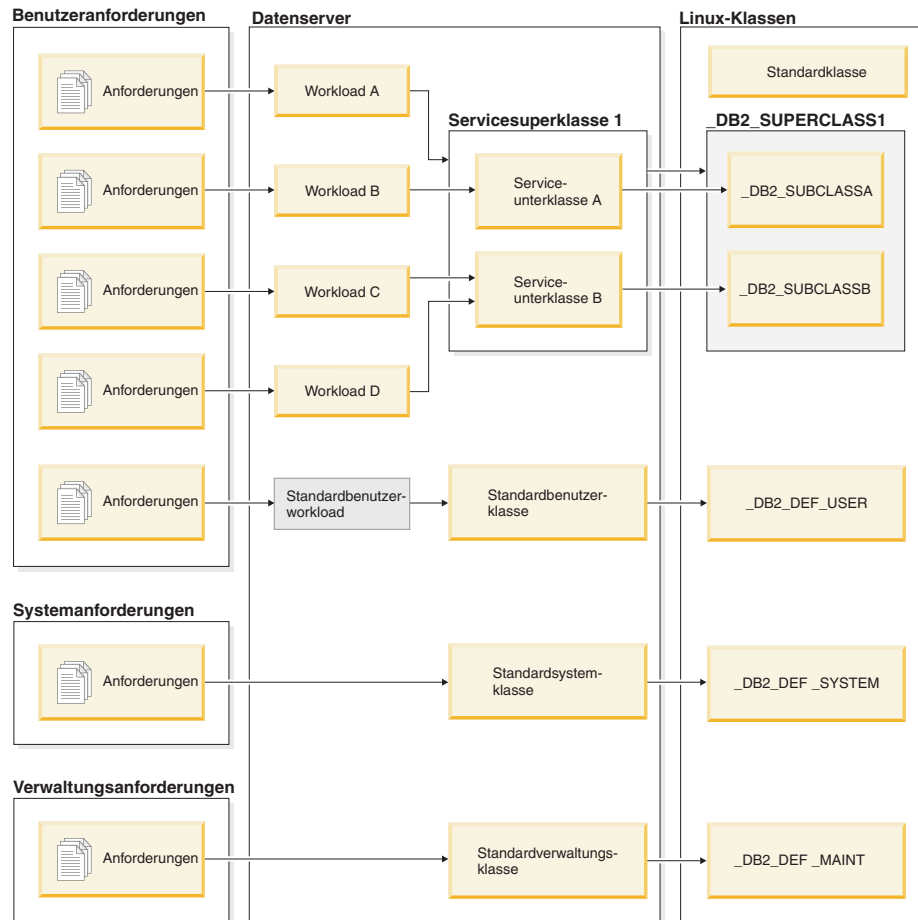 Benutzeranforderungen
Datenserver
Linux-Klassen
Anforderungen
Workload A
Standardklasse
Servicesuperklasse 1
_DB2_SUPERCLASS1
Anforderungen
Workload B
Service-
unterklasse A
_DB2_SUBCLASSA
Anforderungen
Workload C
Service-
unterklasse B
_DB2_SUBCLASSB
Anforderungen
Workload D
Anforderungen
Standardbenutzer-
workload
Standardbenutzer-
klasse
_DB2_DEF_USER
Systemanforderungen
Anforderungen
Standardsystem-
klasse
_DB2_DEF _SYSTEM
Verwaltungsanforderungen
Anforderungen
Standardverwaltungs-
klasse
_DB2_DEF _MAINT